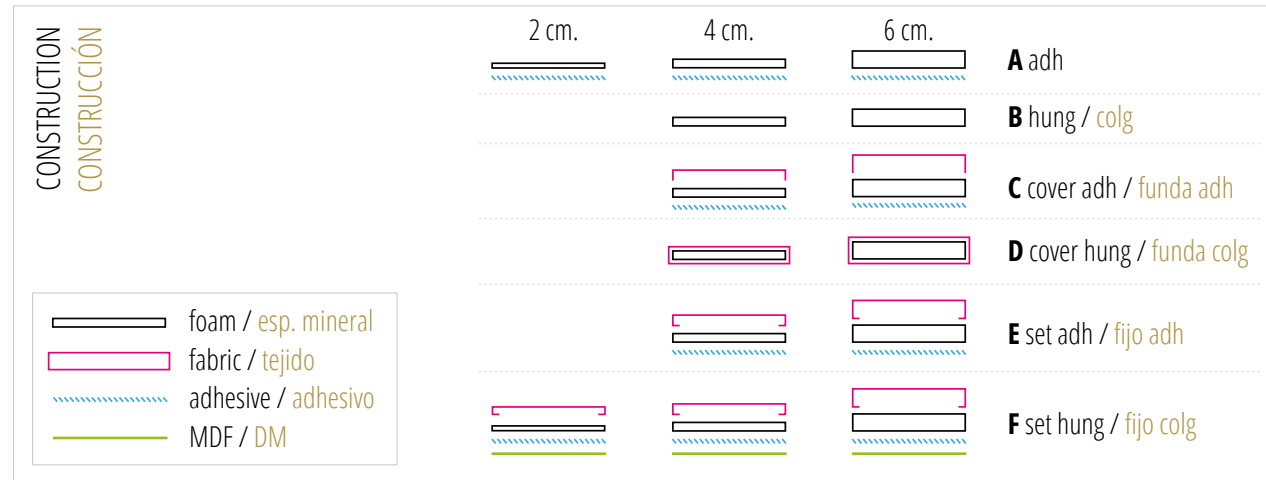 CONSTRUCTION
CONSTRUCCIÓN
2 cm. 4 cm. 6 cm.
A adh
B hung / colg
C cover adh / funda adh
D cover hung / funda colg
E set adh / fijo adh
F set hung / fijo colg
foam / esp. mineral
fabric / tejido
adhesive / adhesivo
MDF / DM